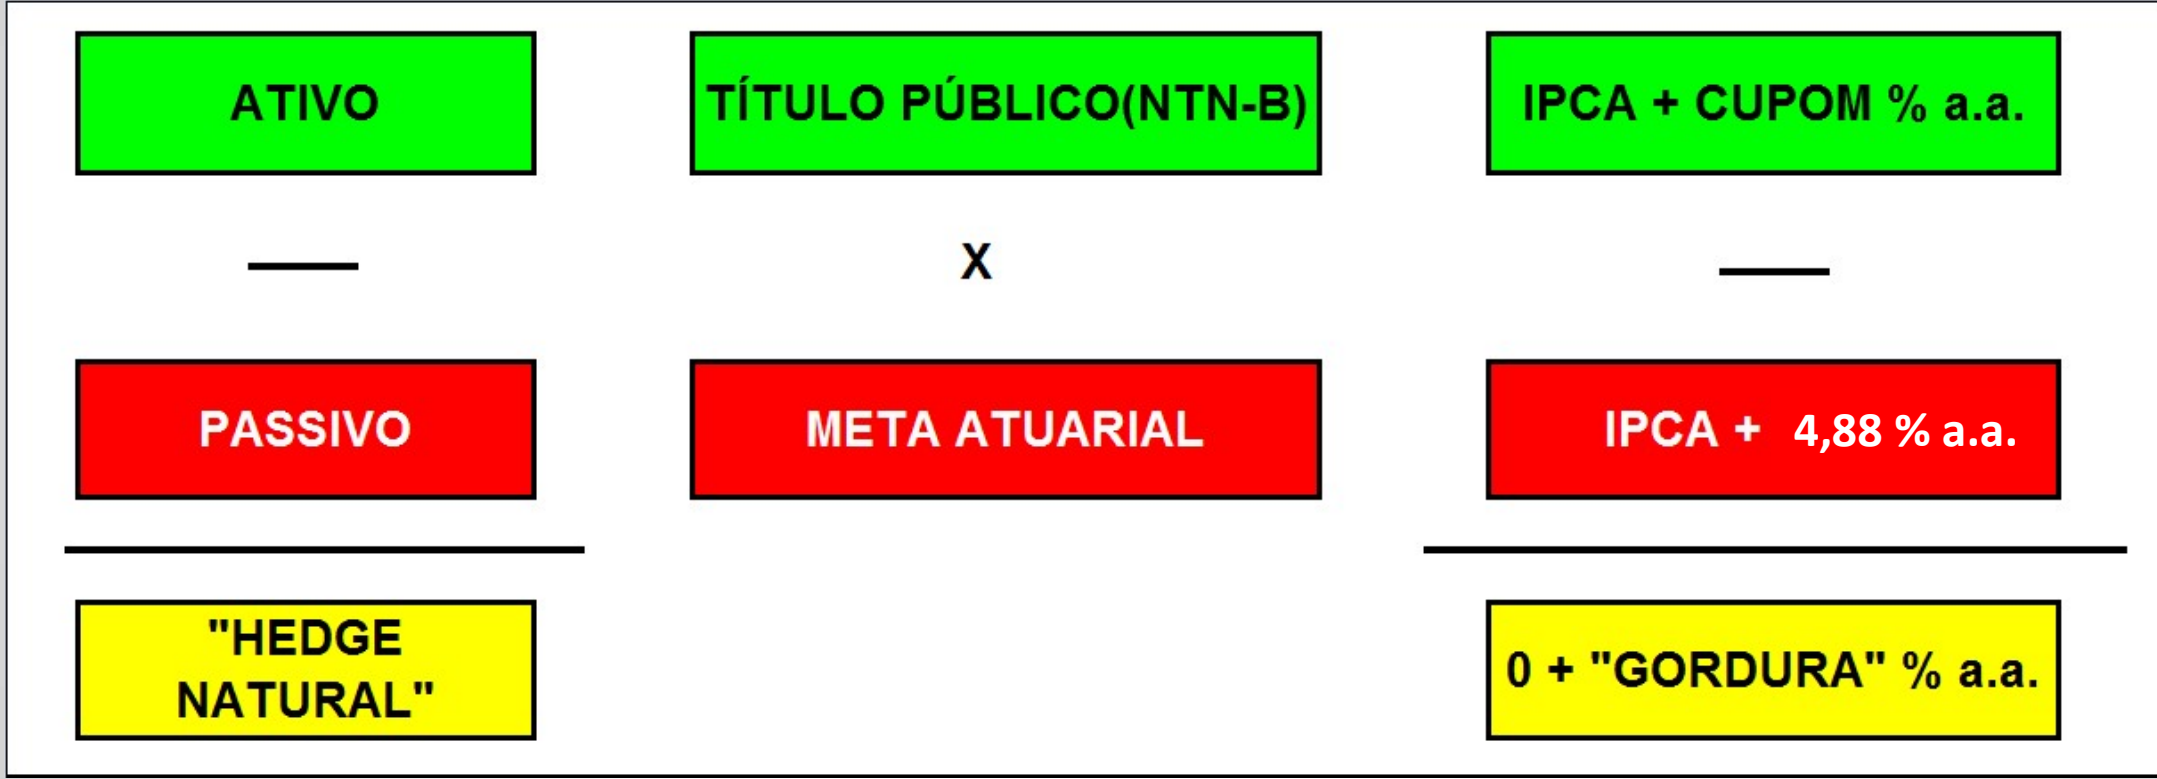 ATIVO
TÍTULO PÚBLICO(NTN-B)
IPCA + CUPOM % a.a.
X
PASSIVO
META ATUARIAL
IPCA + 4,88 % a.a.
"HEDGE
NATURAL"
0 + "GORDURA" % a.a.